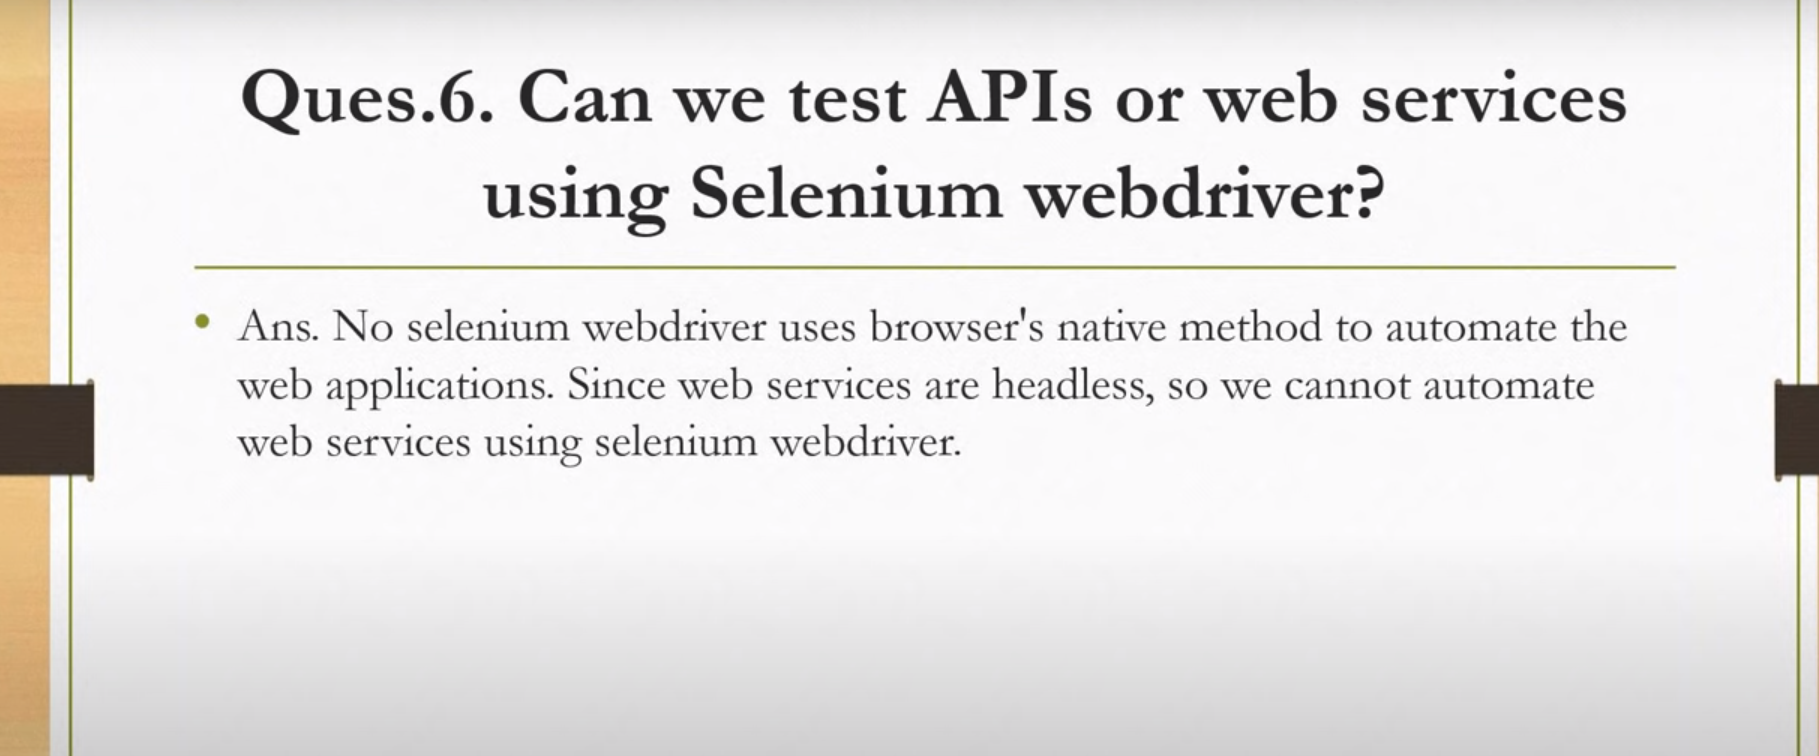 Ques.6. Can we test APIs or web services
using Selenium webdriver?
• Ans. No selenium webdriver uses browser's native method to automate the
web applications. Since web services are headless, so we cannot automate
web services using selenium webdriver.